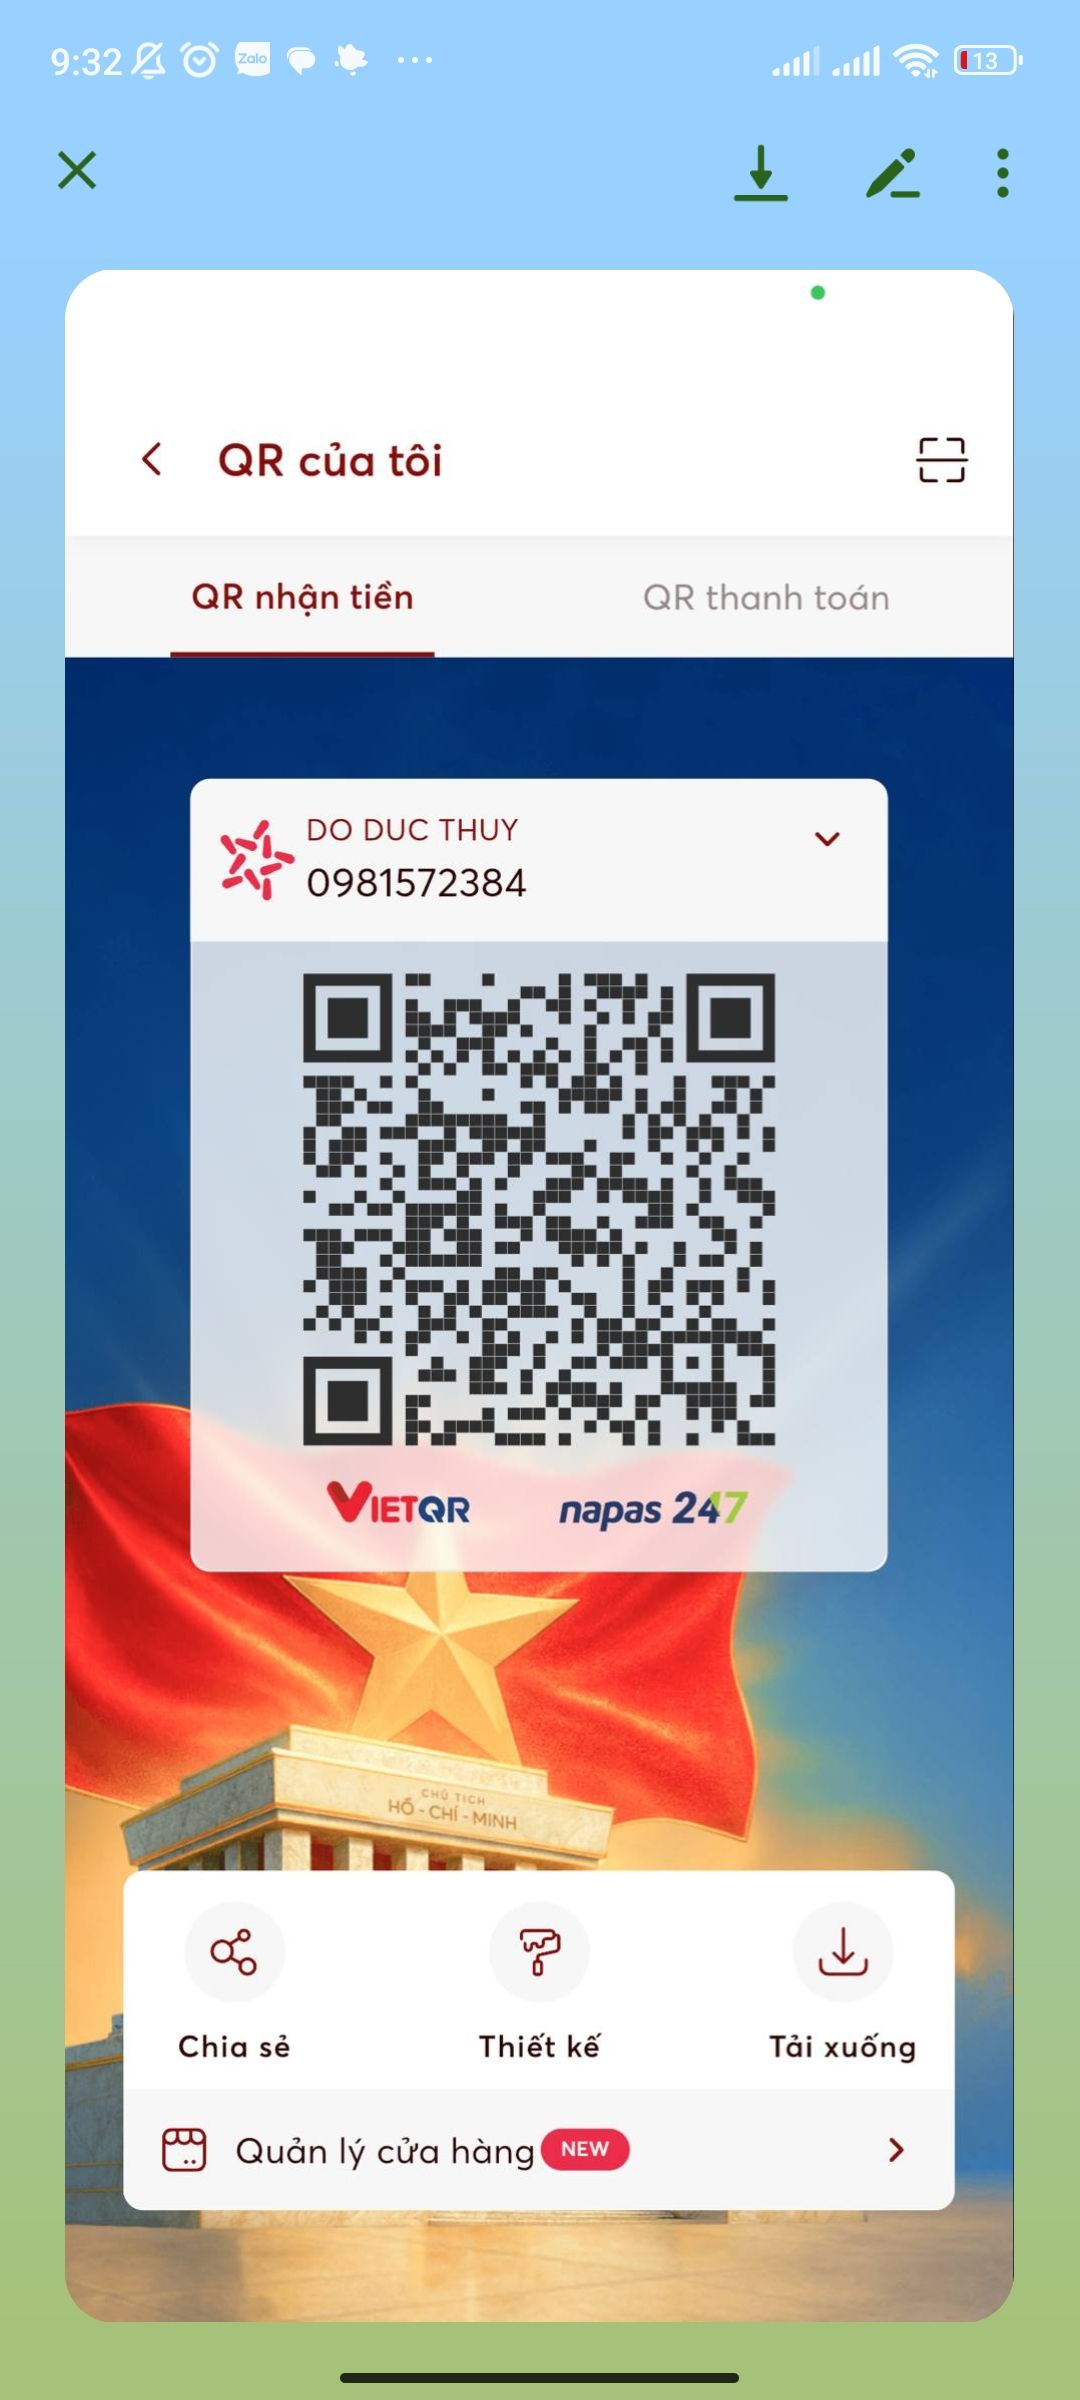 9:32
Zalo
13
QR của tôi
QR nhận tiền
QR thanh toán
DO DUC THUY
0981572384
VIETQR
napas 247
CHỦ TỊCH
HỒ - CHÍ - MINH
Chia sẻ
Thiết kế
Tải xuống
Quản lý cửa hàng
NEW